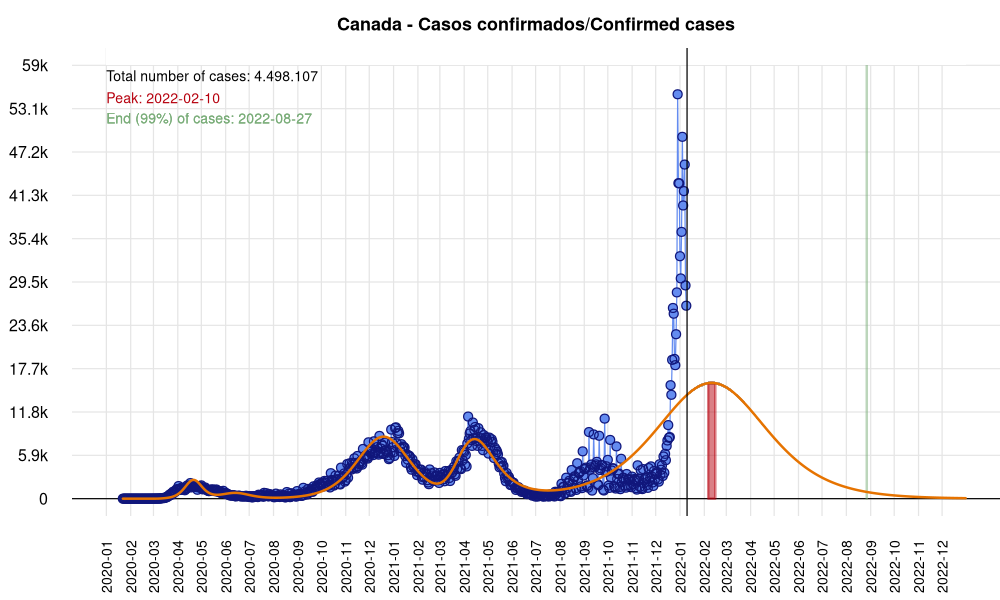 Canada - Casos confirmados/Confirmed cases
Total number of cases: 4.498.107
Peak: 2022-02-10
End (99%) of cases: 2022-08-27
59k
53.1k
47.2k
41.3k
35.4k
29.5k
23.6k
17.7k
11.8k
5.9k
0
2020-01
2020-02
2020-03
2020-04
2020-05
2020-06
2020-07
2020-08
2020-09
2020-10
2020-11
2020-12
2021-01
2021-02
2021-03
2021-04
2021-05
2021-06
2021-07
2021-08
2021-09
2021-10
2021-11
2021-12
2022-01
2022-02
2022-03
2022-04
2022-05
2022-06
2022-07
2022-08
2022-09
2022-10
2022-11
2022-12